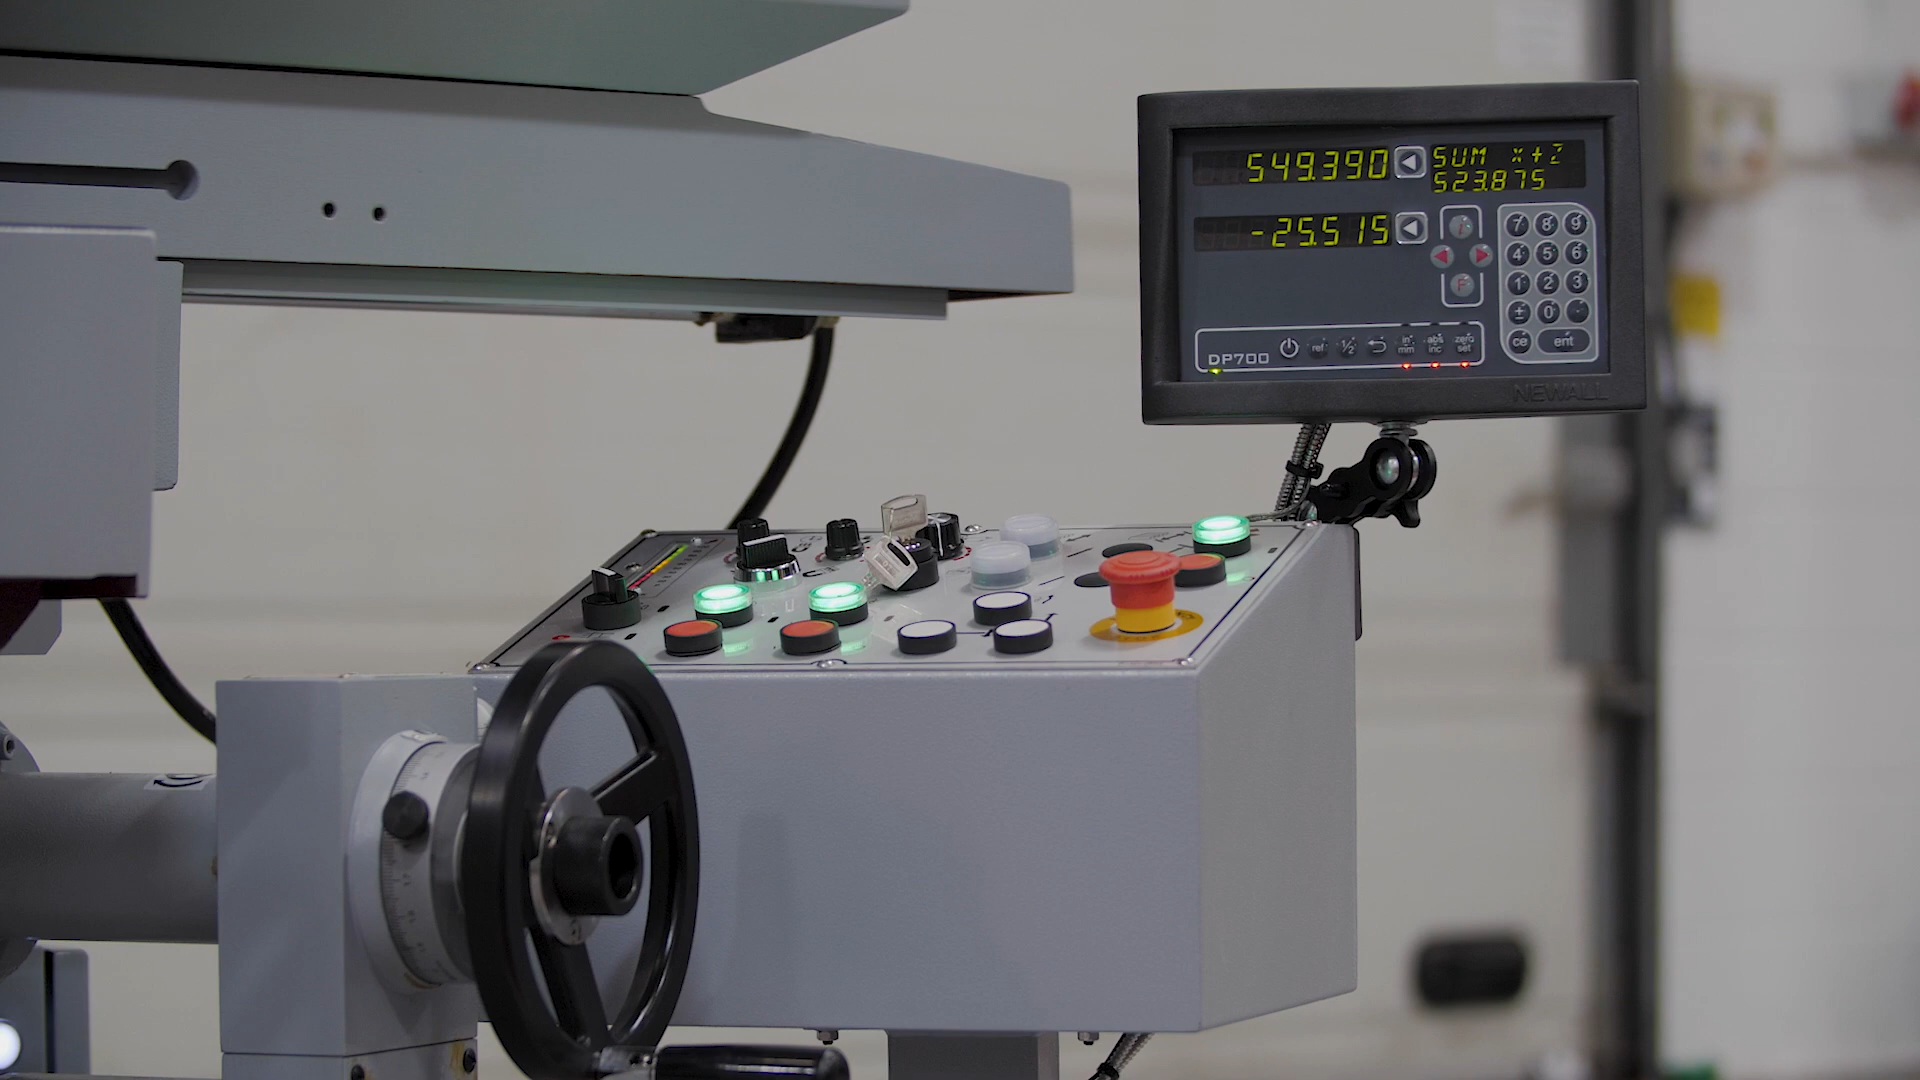 549.390
SUM X+Z
523.875
-25.515
7 8 9
4 5 6
1 2 3
± 0 .
ce ent
F
DP700 ref 1/2 in mm abs inc zero set
NEWALL